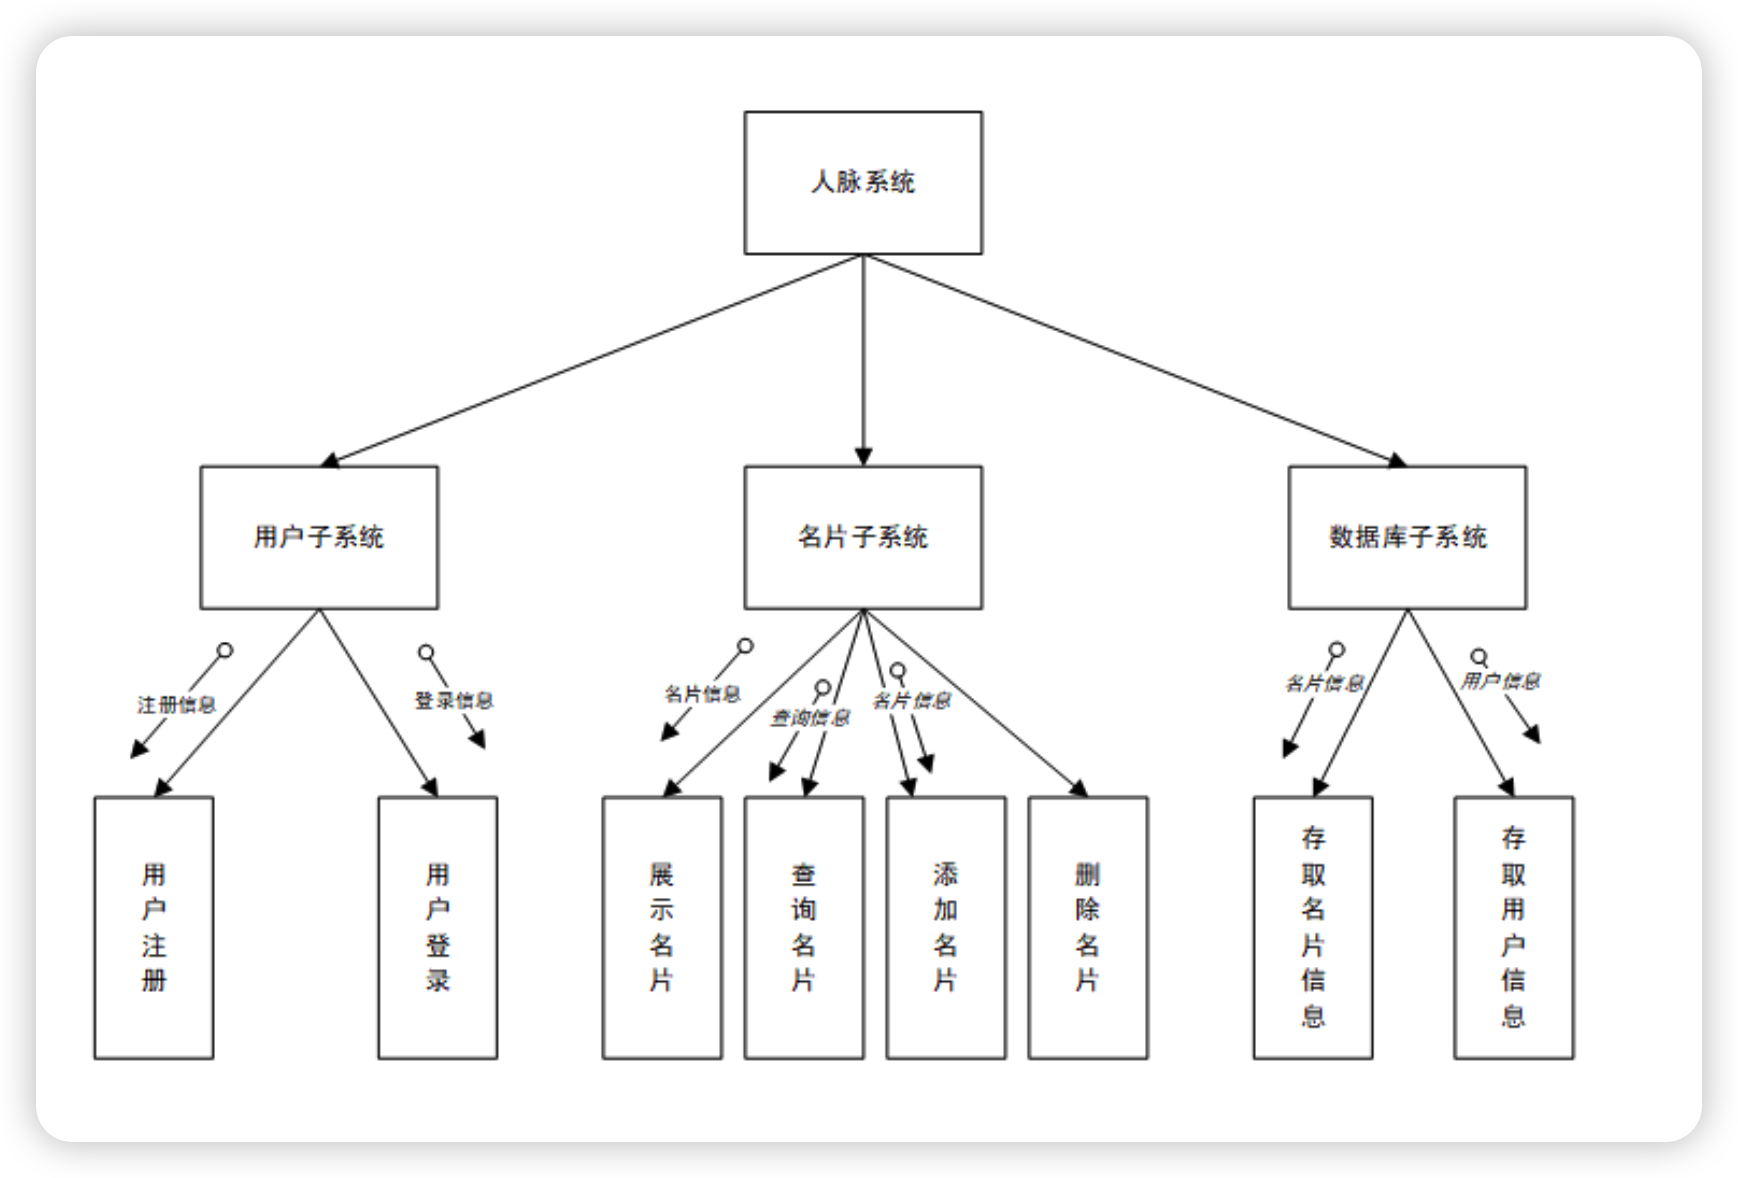 人脉系统
用户子系统
名片子系统
数据库子系统
注册信息
登录信息
名片信息
查询信息
名片信息
名片信息
用户信息
用户注册
用户登录
展示名片
查询名片
添加名片
删除名片
存取名片信息
存取用户信息